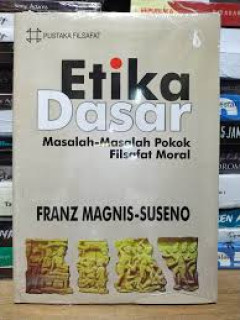 PUSTAKA FILSAFAT
Etika
Dasar
Masalah-Masalah Pokok
Filsafat Moral
FRANZ MAGNIS-SUSENO